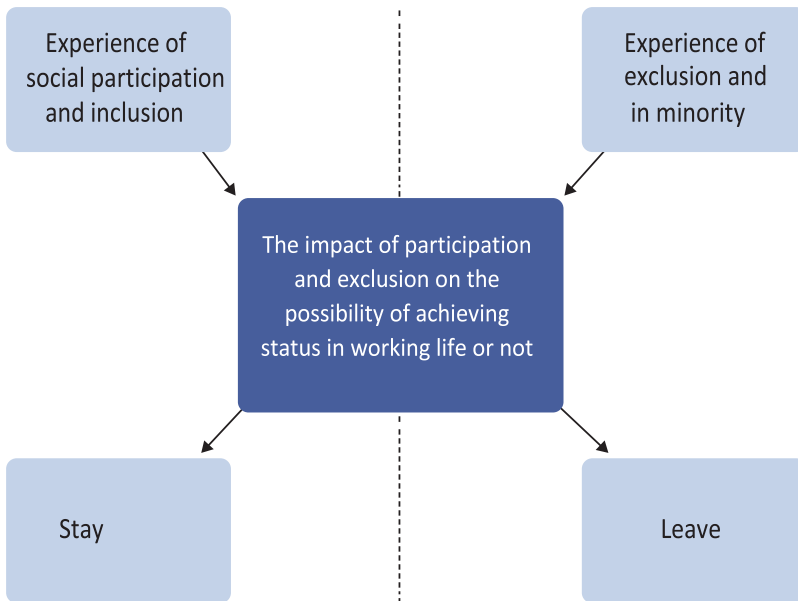 Experience of
social participation
and inclusion
Experience of
exclusion and
in minority
The impact of participation
and exclusion on the
possibility of achieving
status in working life or not
Stay
Leave